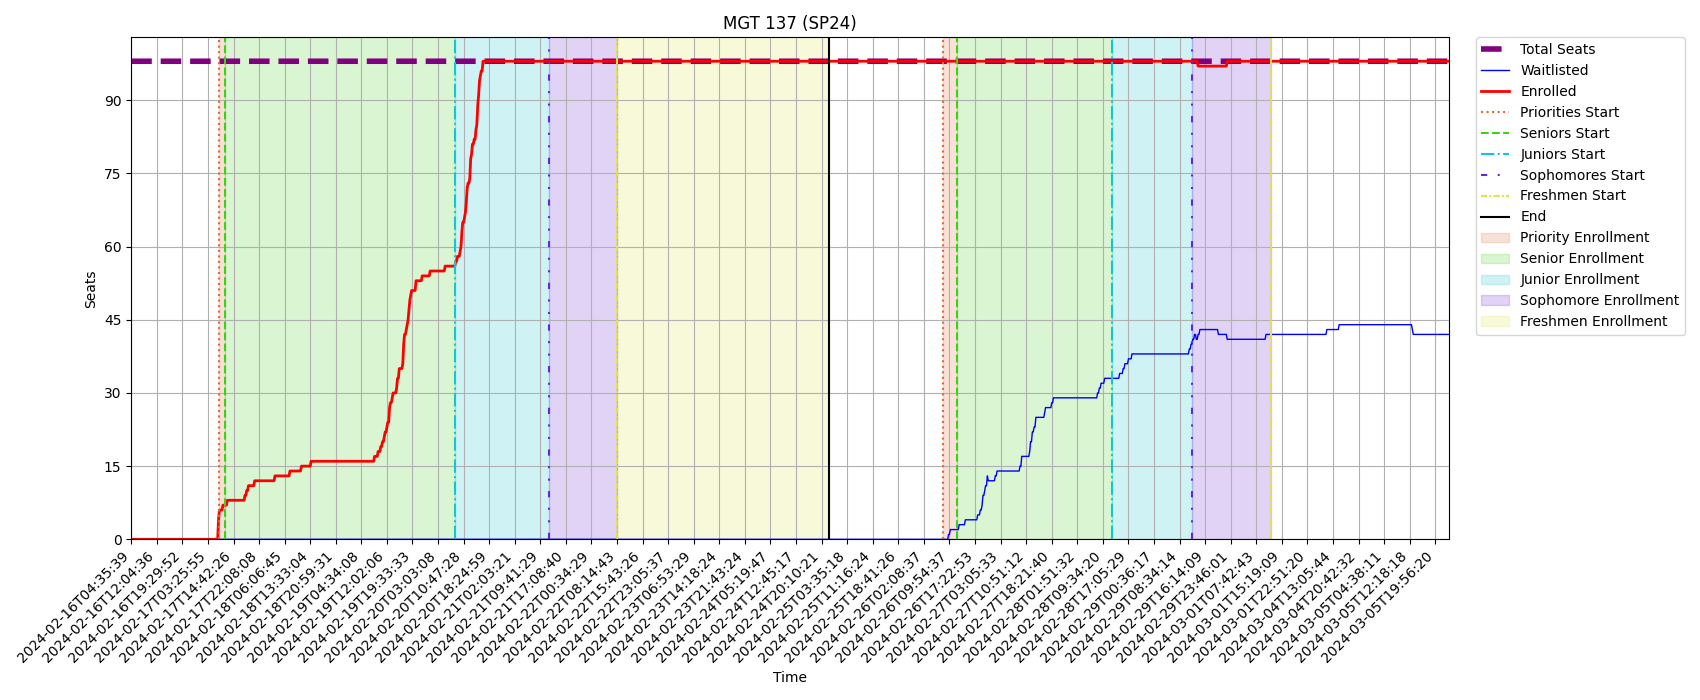 MGT 137 (SP24)
Seats
90
75
60
45
30
15
0
2024-02-16T04:35:39
2024-02-16T12:04:36
2024-02-16T19:29:52
2024-02-17T03:25:55
2024-02-17T14:42:26
2024-02-17T22:08:08
2024-02-18T06:06:45
2024-02-18T13:33:04
2024-02-18T20:59:31
2024-02-19T04:34:08
2024-02-19T12:02:06
2024-02-19T19:33:33
2024-02-20T03:03:08
2024-02-20T10:47:28
2024-02-20T18:24:59
2024-02-21T02:03:21
2024-02-21T09:41:29
2024-02-21T17:08:40
2024-02-22T00:34:29
2024-02-22T08:14:43
2024-02-22T15:43:26
2024-02-22T23:05:37
2024-02-23T06:53:29
2024-02-23T14:18:24
2024-02-23T21:43:24
2024-02-24T05:19:47
2024-02-24T12:45:17
2024-02-24T20:10:21
2024-02-25T03:35:18
2024-02-25T11:16:24
2024-02-25T18:41:26
2024-02-26T02:08:37
2024-02-26T09:54:37
2024-02-26T17:22:53
2024-02-27T03:05:33
2024-02-27T10:51:12
2024-02-27T18:21:40
2024-02-28T01:51:32
2024-02-28T09:34:20
2024-02-28T17:05:29
2024-02-29T00:36:17
2024-02-29T08:34:14
2024-02-29T16:14:09
2024-02-29T23:46:01
2024-03-01T07:42:43
2024-03-01T15:19:09
2024-03-01T22:51:20
2024-03-04T13:05:44
2024-03-04T20:42:32
2024-03-05T04:38:11
2024-03-05T12:18:18
2024-03-05T19:56:20
Time
Total Seats
Waitlisted
Enrolled
Priorities Start
Seniors Start
Juniors Start
Sophomores Start
Freshmen Start
End
Priority Enrollment
Senior Enrollment
Junior Enrollment
Sophomore Enrollment
Freshmen Enrollment